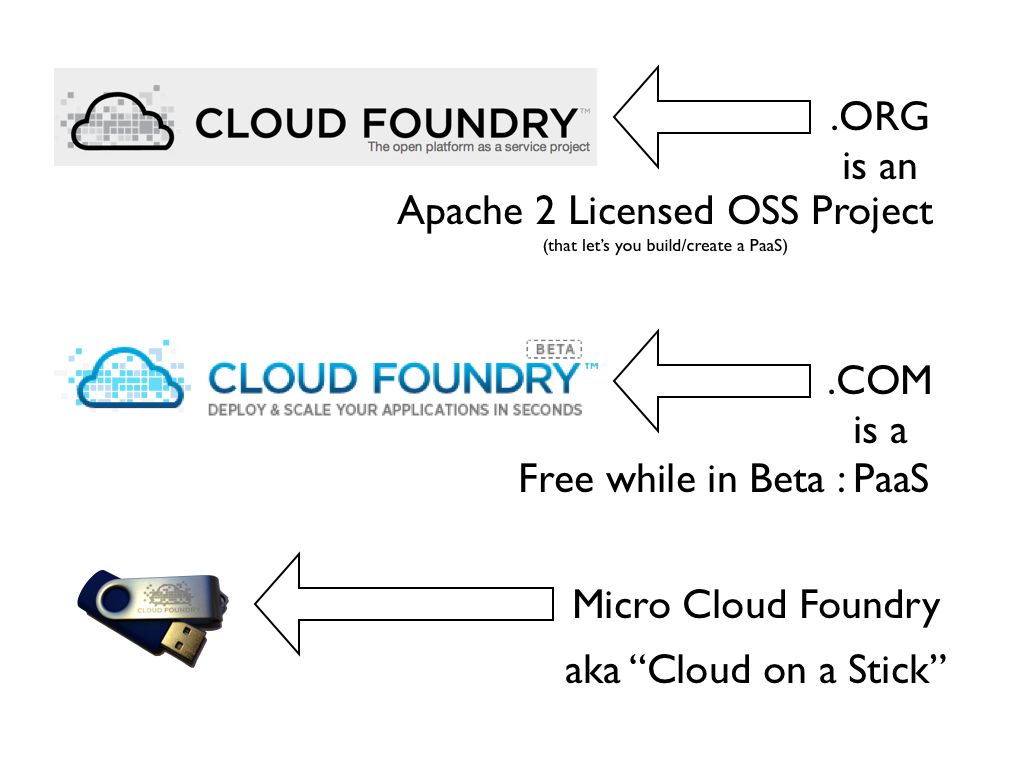 CLOUD FOUNDRY™
The open platform as a service project
.ORG
is an
Apache 2 Licensed OSS Project
(that let’s you build/create a PaaS)
BETA
CLOUD FOUNDRY™
DEPLOY & SCALE YOUR APPLICATIONS IN SECONDS
.COM
is a
Free while in Beta : PaaS
CLOUD FOUNDRY
Micro Cloud Foundry
aka “Cloud on a Stick”